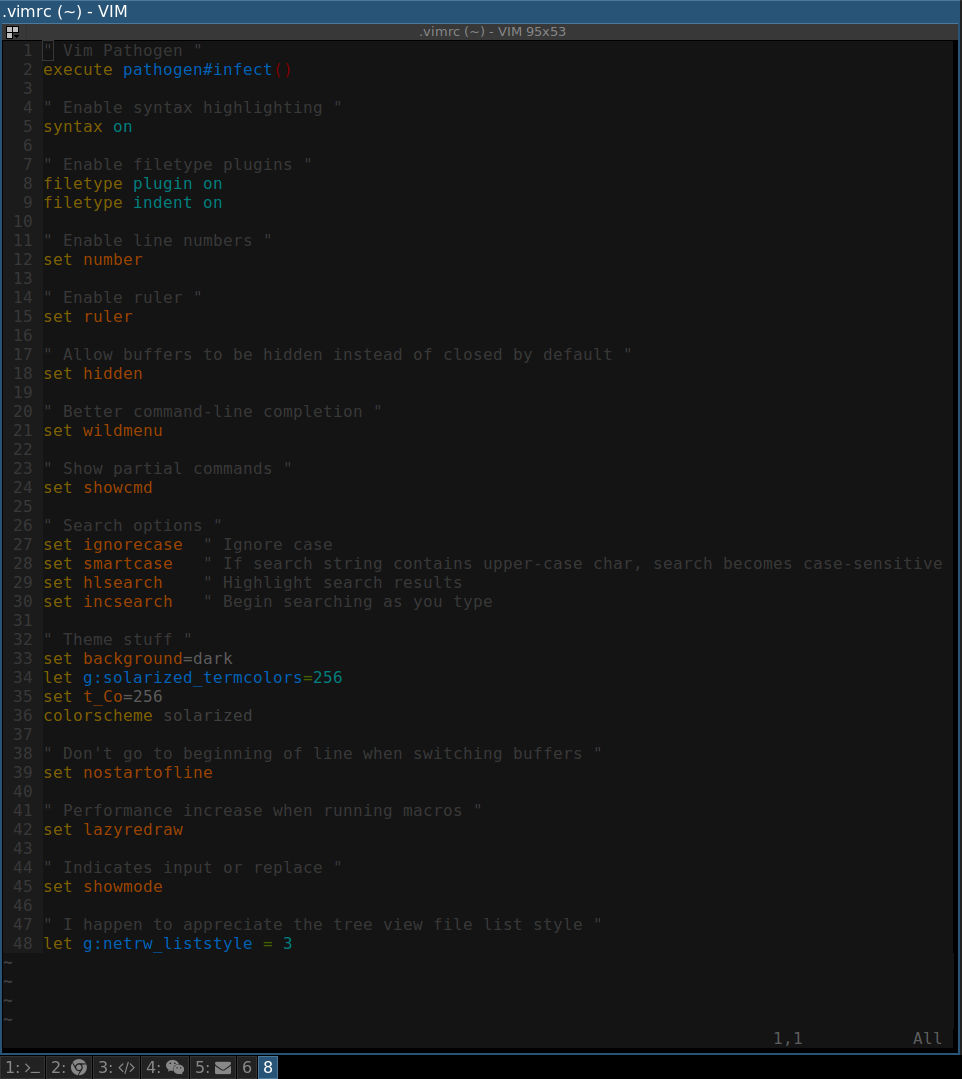 .vimrc (~) - VIM
.vimrc (~) - VIM 95x53
1 " Vim Pathogen "
2 execute pathogen#infect()
3
4 " Enable syntax highlighting "
5 syntax on
6
7 " Enable filetype plugins "
8 filetype plugin on
9 filetype indent on
10
11 " Enable line numbers "
12 set number
13
14 " Enable ruler "
15 set ruler
16
17 " Allow buffers to be hidden instead of closed by default "
18 set hidden
19
20 " Better command-line completion "
21 set wildmenu
22
23 " Show partial commands "
24 set showcmd
25
26 " Search options "
27 set ignorecase  " Ignore case
28 set smartcase   " If search string contains upper-case char, search becomes case-sensitive
29 set hlsearch    " Highlight search results
30 set incsearch   " Begin searching as you type
31
32 " Theme stuff "
33 set background=dark
34 let g:solarized_termcolors=256
35 set t_Co=256
36 colorscheme solarized
37
38 " Don't go to beginning of line when switching buffers "
39 set nostartofline
40
41 " Performance increase when running macros "
42 set lazyredraw
43
44 " Indicates input or replace "
45 set showmode
46
47 " I happen to appreciate the tree view file list style "
48 let g:netrw_liststyle = 3
~
~
~
~
1,1 All
1: >_ 2: 3: </> 4: 5: 6 8